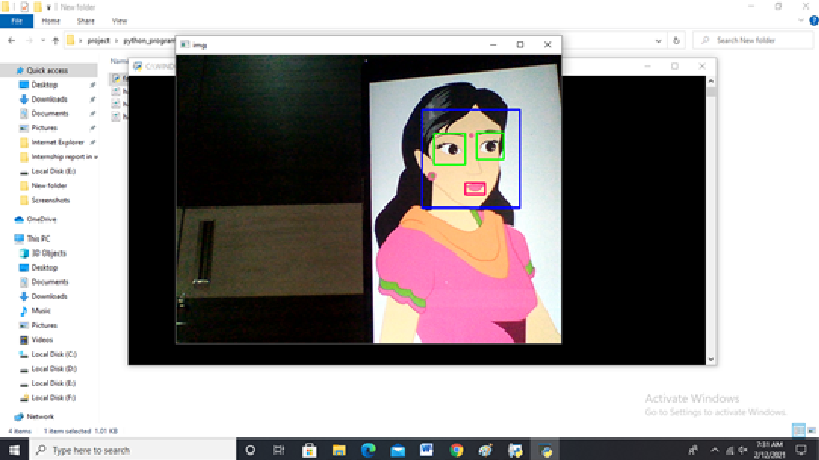 New folder
File
Home
Share
View
project
python_program
Search New folder
img
Name
Quick access
Desktop
Downloads
Documents
Pictures
Internet Explorer
Internship report in w
Local Disk (E:)
New folder
Screenshots
OneDrive
This PC
3D Objects
Desktop
Documents
Downloads
Music
Pictures
Videos
Local Disk (C:)
Local Disk (D:)
Local Disk (E:)
Local Disk (F:)
Network
4 items
1 item selected 1.01 KB
Activate Windows
Go to Settings to activate Windows.
Type here to search
7:31 AM
2/12/2021